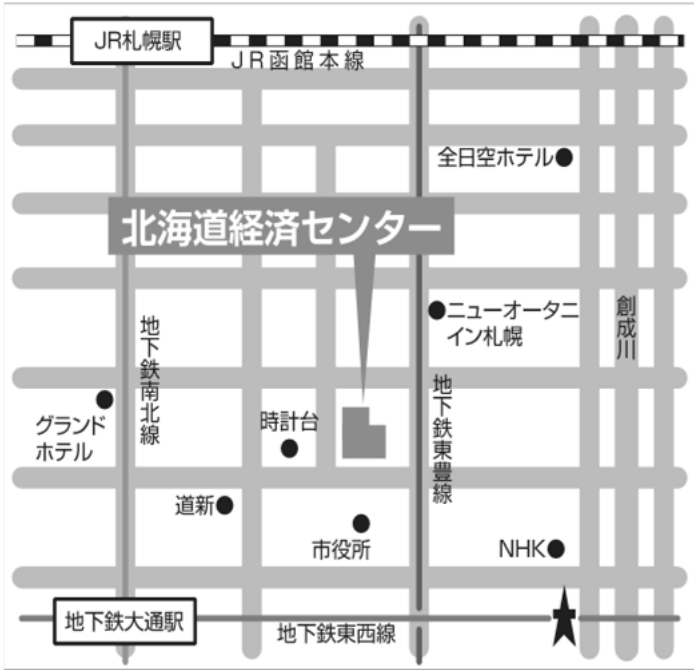 JR札幌駅
JR函館本線
全日空ホテル
北海道経済センター
ニューオータニ
イン札幌
創成川
地下鉄南北線
地下鉄東豊線
グランド
ホテル
時計台
道新
市役所
NHK
地下鉄大通駅
地下鉄東西線